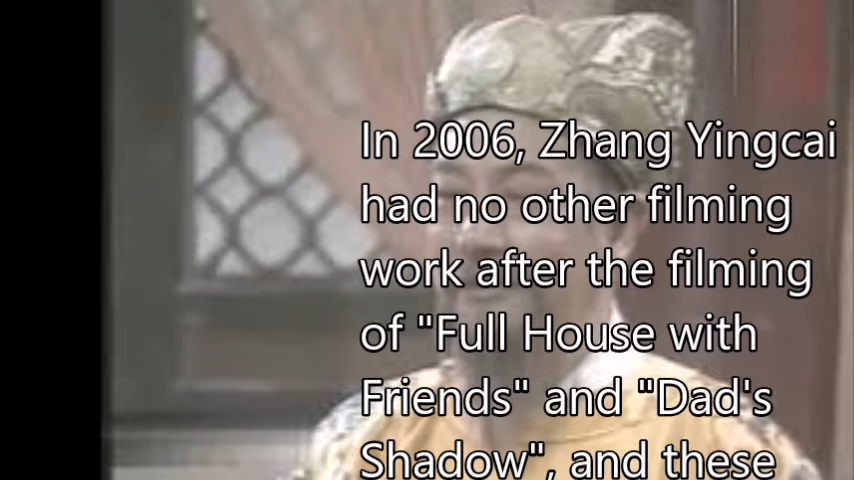 In 2006, Zhang Yingcai
had no other filming
work after the filming
of "Full House with
Friends" and "Dad's
Shadow", and these